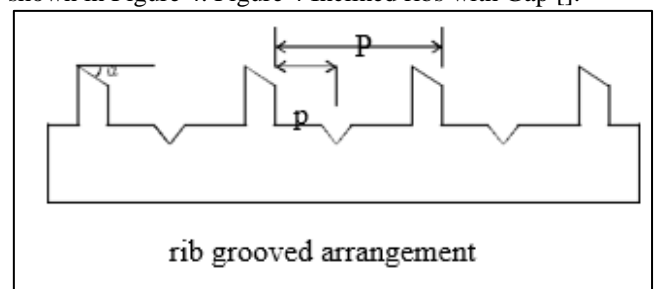 shown in Figure 4. Figure 4 Inclined ribs with Gap [].
P
α
p
rib grooved arrangement